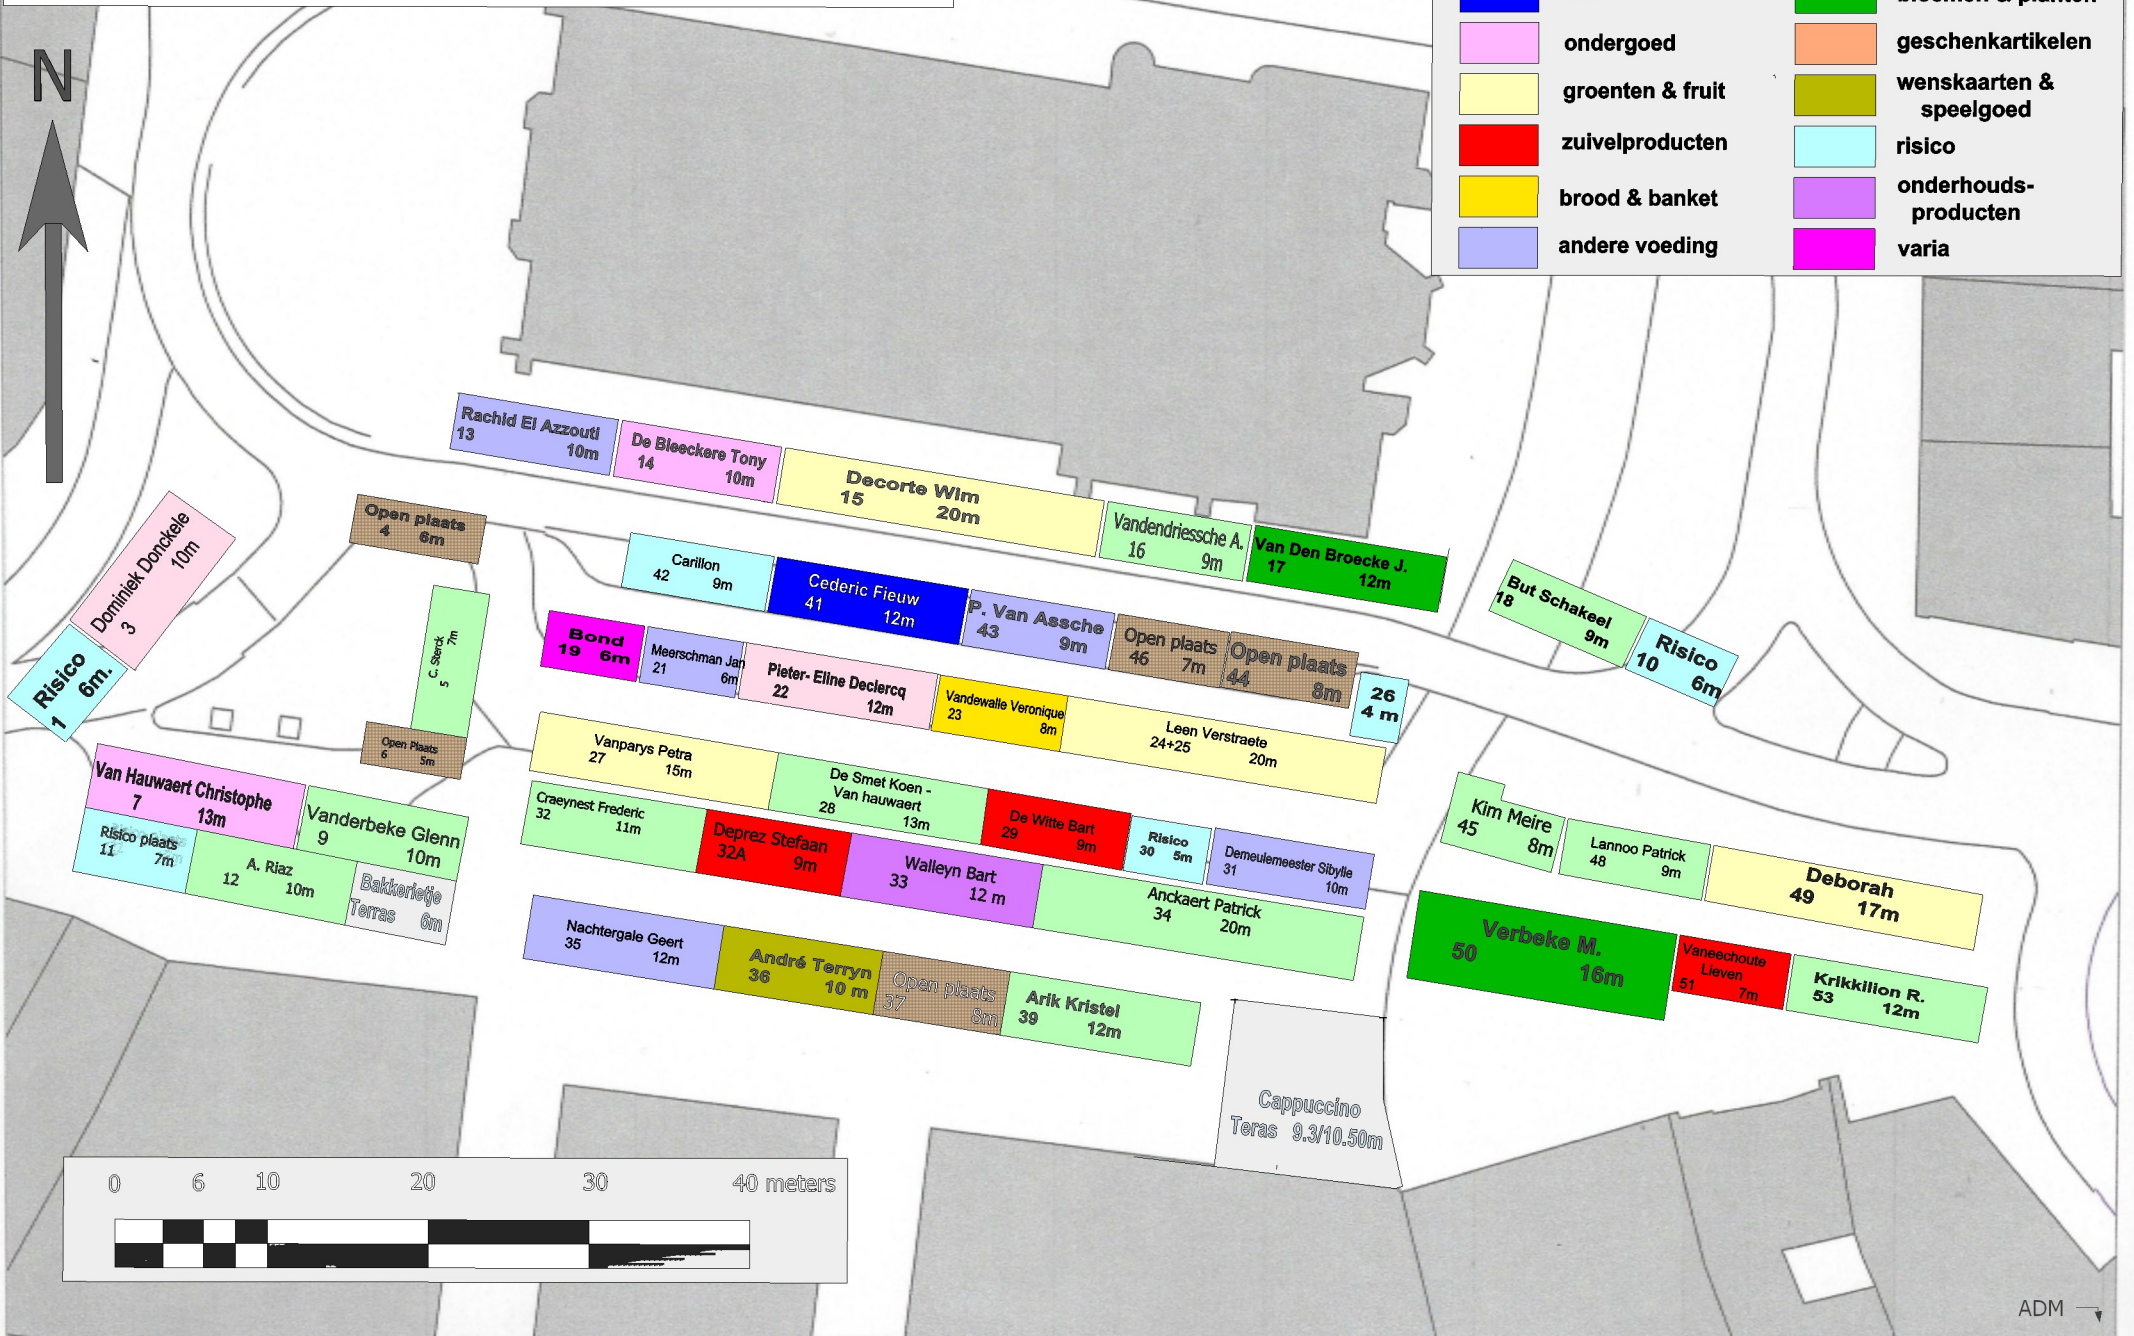 N
bloemen & planten
ondergoed
geschenkartikelen
groenten & fruit
wenskaarten &
speelgoed
zuivelproducten
risico
brood & banket
onderhouds-
producten
andere voeding
varia
Rachid El Azzouti
13 10m
De Bleeckere Tony
14 10m
Decorte Wim
15 20m
Vandendriessche A.
16 9m
Van Den Broecke J.
17 12m
But Schakeel
18 9m
Risico
10 6m
Dominiek Donckele
3 10m
Risico
1 6m.
Open plaats
4 6m
C. Sterck
5 7m
Open Plaats
6 5m
Carillon
42 9m
Cederic Fieuw
41 12m
P. Van Assche
43 9m
Open plaats
46 7m
Open plaats
44 8m
26
4 m
Bond
19 6m
Meerschman Jan
21 6m
Pieter- Eline Declercq
22 12m
Vandewalle Veronique
23 8m
Leen Verstraete
24+25 20m
Vanparys Petra
27 15m
De Smet Koen -
Van hauwaert
28 13m
De Witte Bart
29 9m
Risico
30 5m
Demeulemeester Sibylle
31 10m
Van Hauwaert Christophe
7 13m
Vanderbeke Glenn
9 10m
Risico plaats
11 7m
A. Riaz
12 10m
Bakkerietje
Terras 6m
Craeynest Frederic
32 11m
Deprez Stefaan
32A 9m
Walleyn Bart
33 12 m
Anckaert Patrick
34 20m
Nachtergale Geert
35 12m
André Terryn
36 10 m
Open plaats
37 8m
Arik Kristel
39 12m
Kim Meire
45 8m
Lannoo Patrick
48 9m
Deborah
49 17m
Verbeke M.
50 16m
Vaneechoute
Lieven
51 7m
Krikkilion R.
53 12m
Cappuccino
Teras 9.3/10.50m
0 6 10 20 30 40 meters
ADM